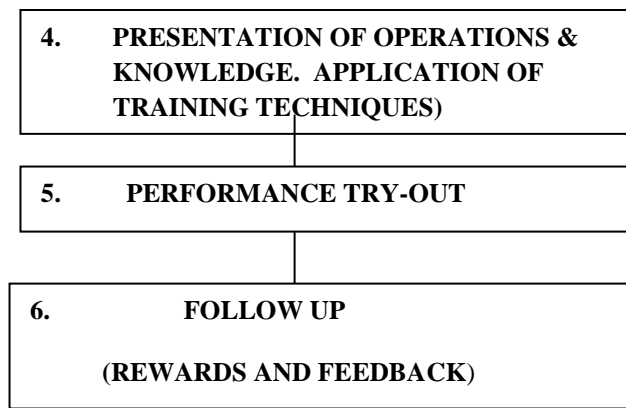 4. PRESENTATION OF OPERATIONS &
KNOWLEDGE. APPLICATION OF
TRAINING TECHNIQUES)
5. PERFORMANCE TRY-OUT
6. FOLLOW UP
(REWARDS AND FEEDBACK)